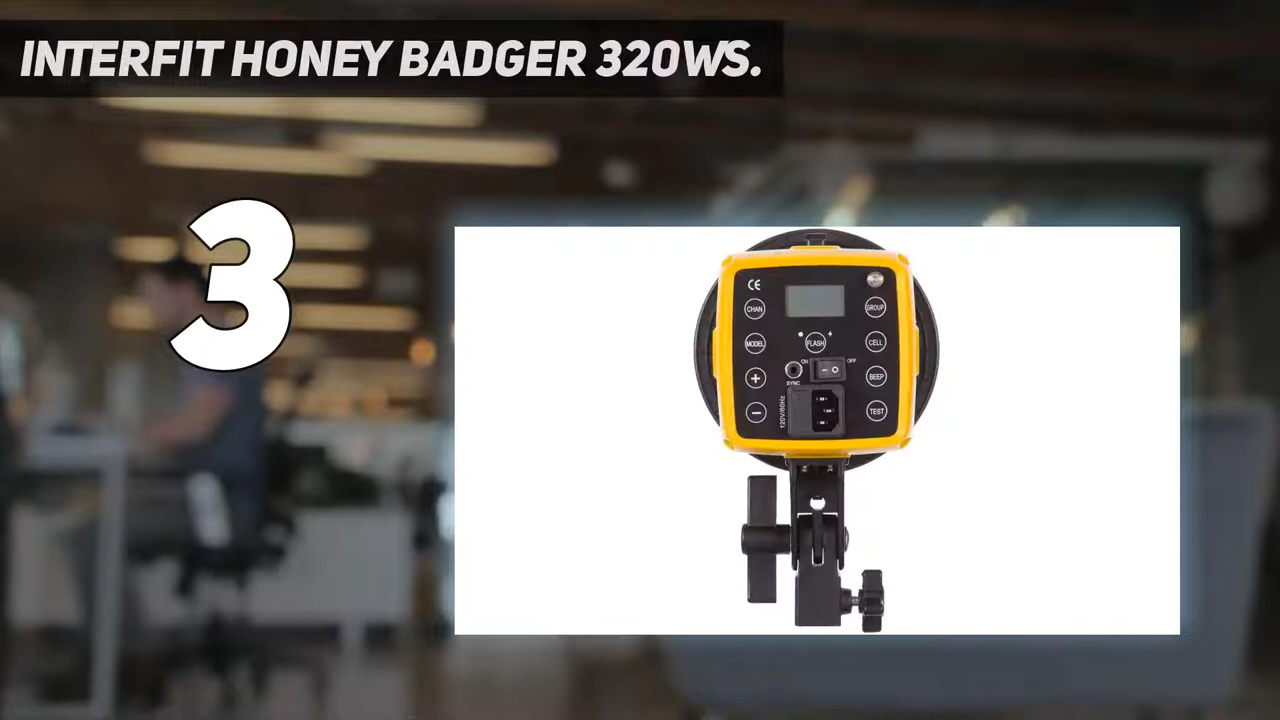 INTERFIT HONEY BADGER 320WS.
3
CE
CHAN
GROUP
MODEL
FLASH
CELL
ON
OFF
+
- O
BEEP
SYNC
-
120V/60Hz
TEST